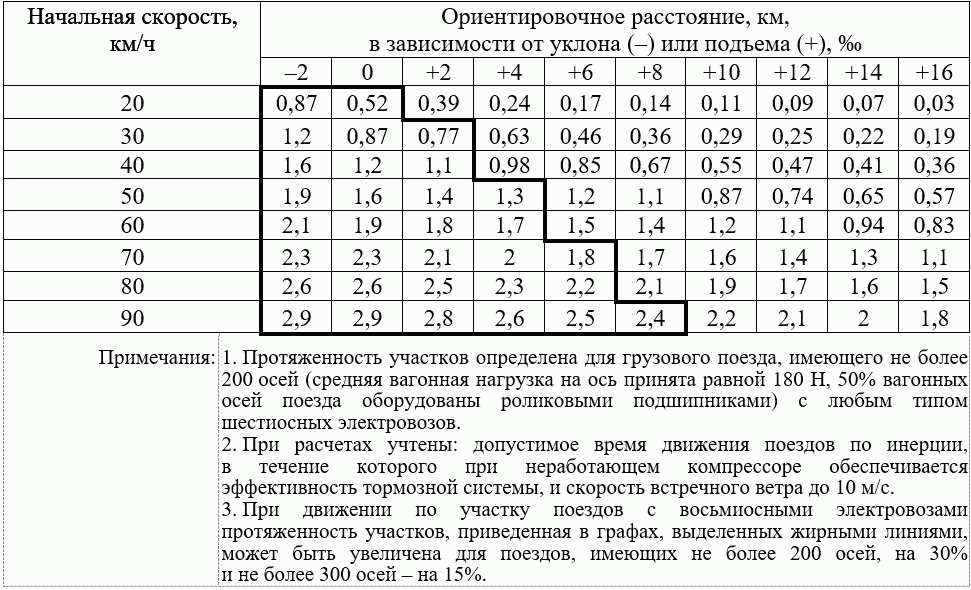 Начальная скорость,
км/ч
Ориентировочное расстояние, км,
в зависимости от уклона (–) или подъема (+), ‰
–2 0 +2 +4 +6 +8 +10 +12 +14 +16
20 0,87 0,52 0,39 0,24 0,17 0,14 0,11 0,09 0,07 0,03
30 1,2 0,87 0,77 0,63 0,46 0,36 0,29 0,25 0,22 0,19
40 1,6 1,2 1,1 0,98 0,85 0,67 0,55 0,47 0,41 0,36
50 1,9 1,6 1,4 1,3 1,2 1,1 0,87 0,74 0,65 0,57
60 2,1 1,9 1,8 1,7 1,5 1,4 1,2 1,1 0,94 0,83
70 2,3 2,3 2,1 2 1,8 1,7 1,6 1,4 1,3 1,1
80 2,6 2,6 2,5 2,3 2,2 2,1 1,9 1,7 1,6 1,5
90 2,9 2,9 2,8 2,6 2,5 2,4 2,2 2,1 2 1,8
Примечания: 1. Протяженность участков определена для грузового поезда, имеющего не более
200 осей (средняя вагонная нагрузка на ось принята равной 180 Н, 50% вагонных
осей поезда оборудованы роликовыми подшипниками) с любым типом
шестиосных электровозов.
2. При расчетах учтены: допустимое время движения поездов по инерции,
в течение которого при неработающем компрессоре обеспечивается
эффективность тормозной системы, и скорость встречного ветра до 10 м/с.
3. При движении по участку поездов с восьмиосными электровозами
протяженность участков, приведенная в графах, выделенных жирными линиями,
может быть увеличена для поездов, имеющих не более 200 осей, на 30%
и не более 300 осей – на 15%.